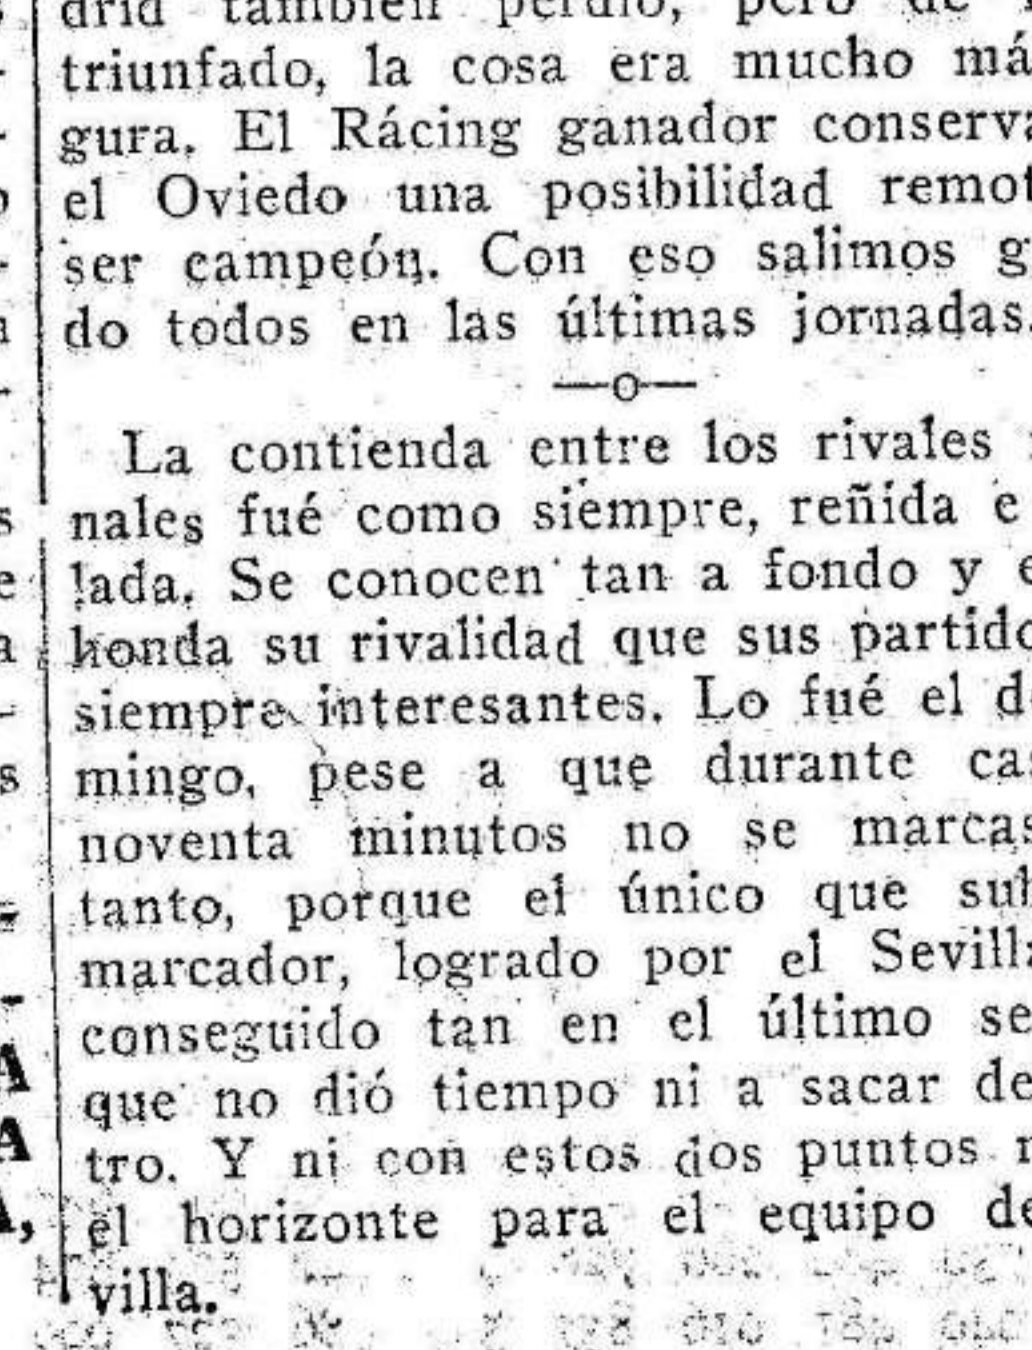 drid también perdió, pero de
triunfado, la cosa era mucho má
gura. El Rácing ganador conserva
el Oviedo una posibilidad remot
ser campeón. Con eso salimos g
do todos en las últimas jornadas.
—o—
La contienda entre los rivales
nales fué como siempre, reñida e
lada. Se conocen tan a fondo y e
honda su rivalidad que sus partido
siempre interesantes. Lo fué el do
mingo, pese a que durante cas
noventa minutos no se marcas
tanto, porque el único que sub
marcador, logrado por el Sevilla
conseguido tan en el último se
que no dió tiempo ni a sacar de
tro. Y ni con estos dos puntos
el horizonte para el equipo de
villa.